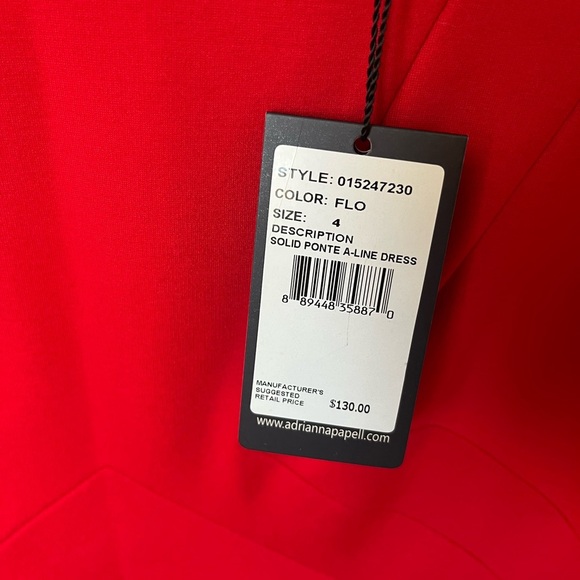 STYLE: 015247230
COLOR: FLO
SIZE: 4
DESCRIPTION
SOLID PONTE A-LINE DRESS
8 89448 35887 0
MANUFACTURER'S
SUGGESTED
RETAIL PRICE $130.00
www.adriannapapell.com